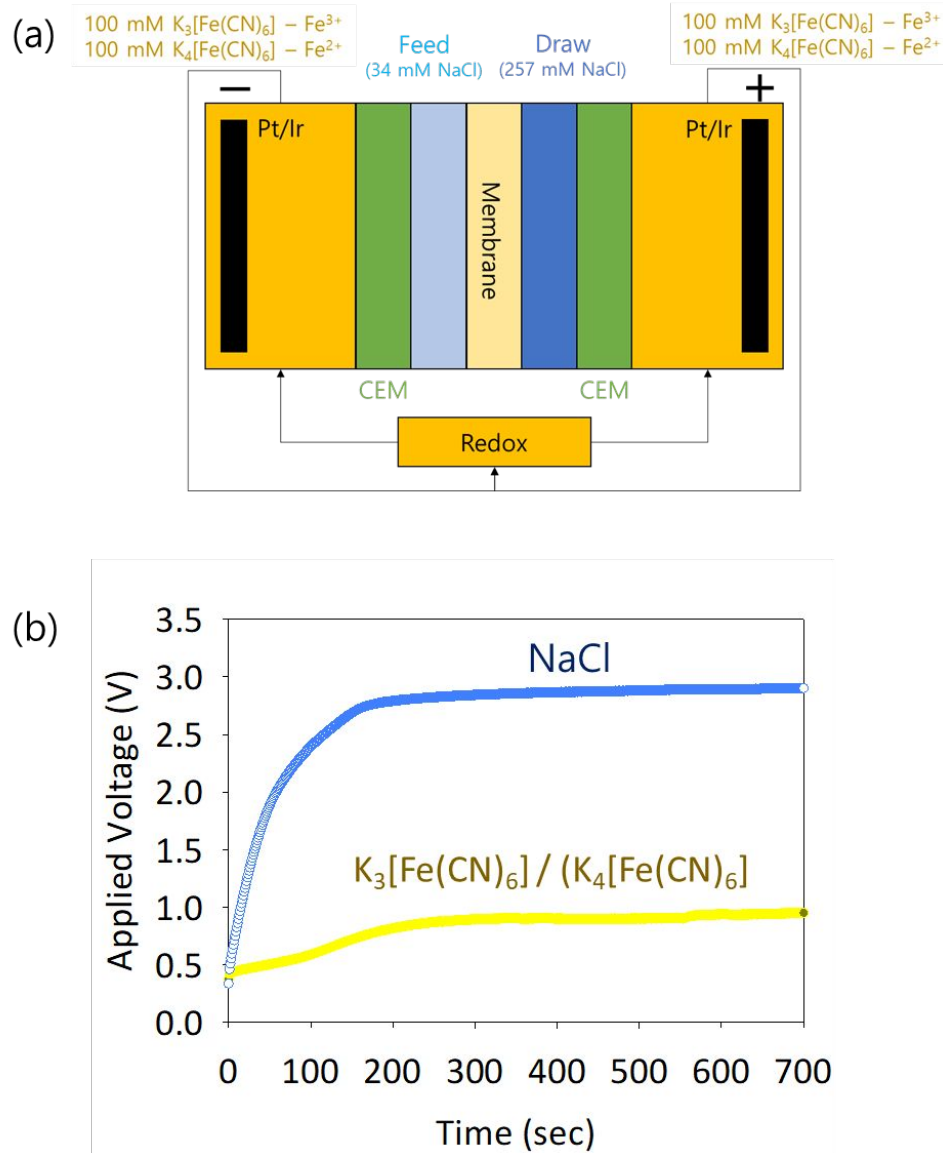 (a)
100 mM K₃[Fe(CN)₆] – Fe³⁺
100 mM K₄[Fe(CN)₆] – Fe²⁺
100 mM K₃[Fe(CN)₆] – Fe³⁺
100 mM K₄[Fe(CN)₆] – Fe²⁺
Feed
(34 mM NaCl)
Draw
(257 mM NaCl)
−
+
Pt/Ir
Pt/Ir
Membrane
CEM
CEM
Redox
(b)
3.5
3.0
2.5
2.0
1.5
1.0
0.5
0.0
Applied Voltage (V)
NaCl
K₃[Fe(CN)₆] / (K₄[Fe(CN)₆]
0 100 200 300 400 500 600 700
Time (sec)